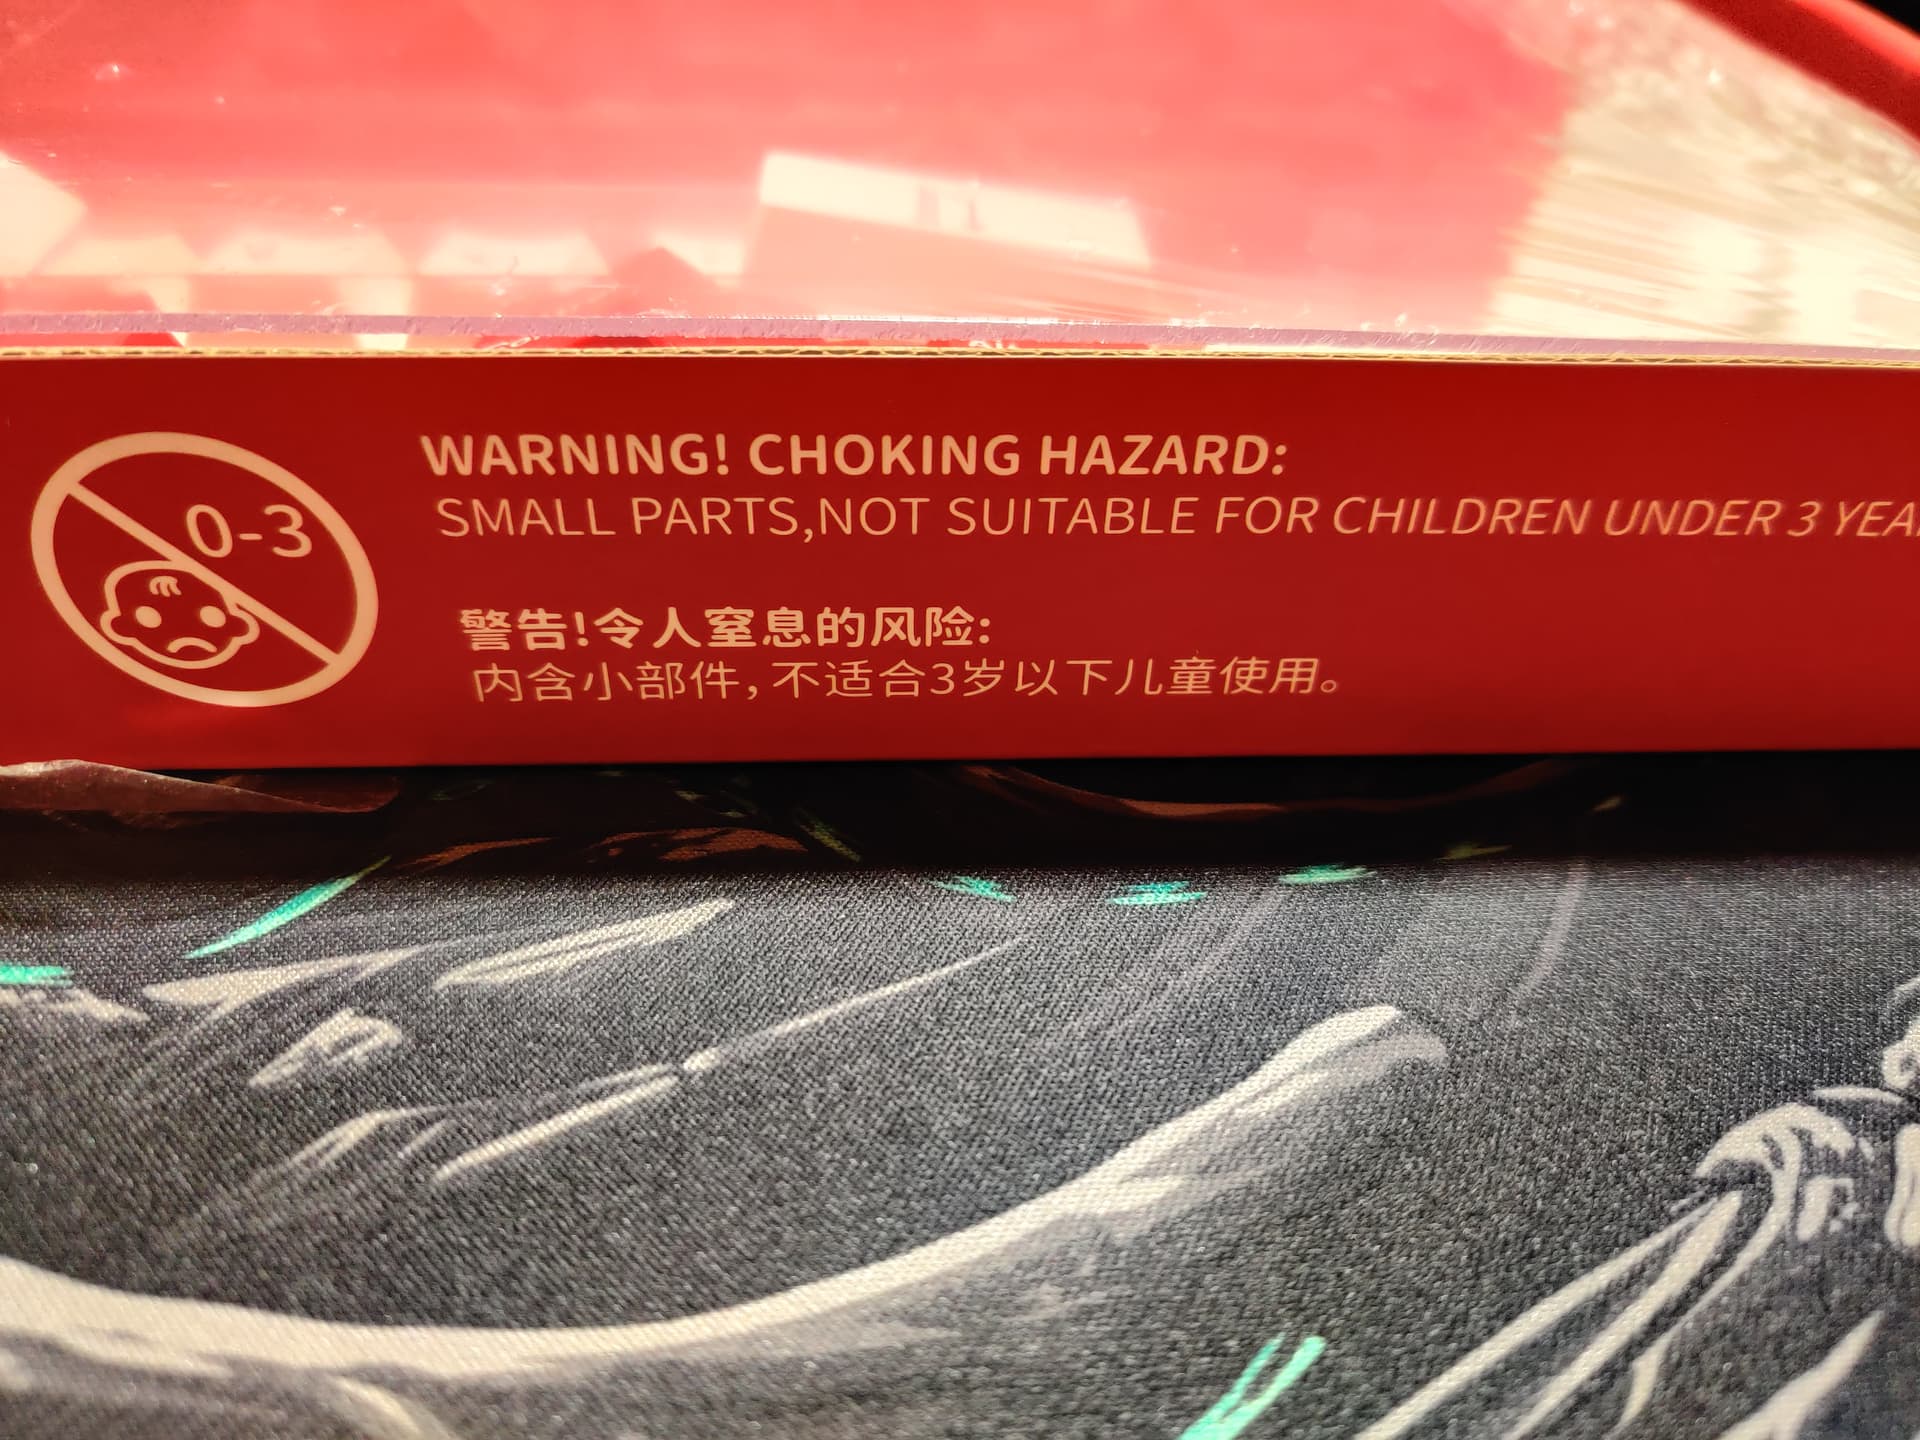 0-3
WARNING! CHOKING HAZARD:
SMALL PARTS,NOT SUITABLE FOR CHILDREN UNDER 3
警告!令人窒息的风险:
内含小部件,不适合3岁以下儿童使用。